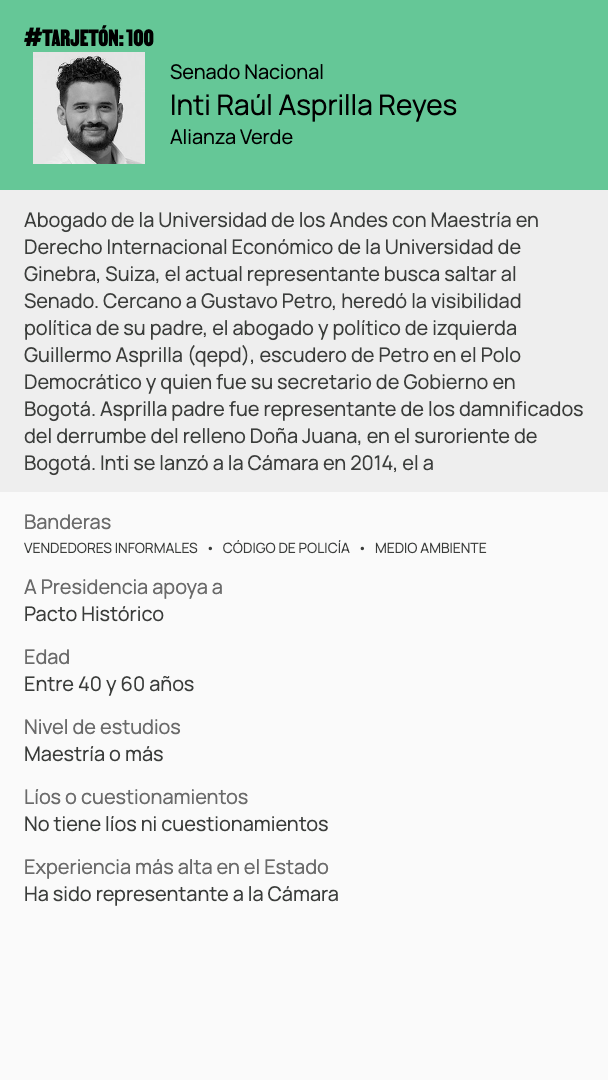 #TARJETÓN: 100
Senado Nacional
Inti Raúl Asprilla Reyes
Alianza Verde
Abogado de la Universidad de los Andes con Maestría en
Derecho Internacional Económico de la Universidad de
Ginebra, Suiza, el actual representante busca saltar al
Senado. Cercano a Gustavo Petro, heredó la visibilidad
política de su padre, el abogado y político de izquierda
Guillermo Asprilla (qepd), escudero de Petro en el Polo
Democrático y quien fue su secretario de Gobierno en
Bogotá. Asprilla padre fue representante de los damnificados
del derrumbe del relleno Doña Juana, en el suroriente de
Bogotá. Inti se lanzó a la Cámara en 2014, el a
Banderas
VENDEDORES INFORMALES • CÓDIGO DE POLICÍA • MEDIO AMBIENTE
A Presidencia apoya a
Pacto Histórico
Edad
Entre 40 y 60 años
Nivel de estudios
Maestría o más
Líos o cuestionamientos
No tiene líos ni cuestionamientos
Experiencia más alta en el Estado
Ha sido representante a la Cámara